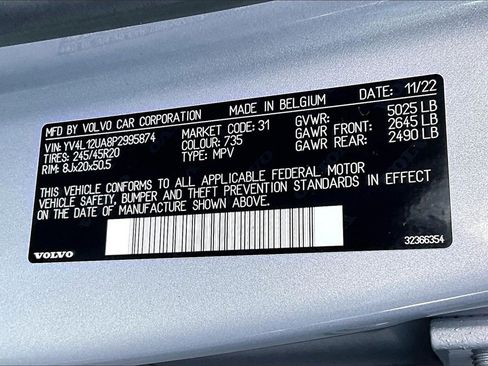 MFD BY VOLVO CAR CORPORATION MADE IN BELGIUM DATE: 11/22
VIN: YV4L12UA8P2995874 MARKET CODE: 31 GVWR: 5025 LB
TIRES: 245/45R20 COLOUR: 735 GAWR FRONT: 2645 LB
RIM: 8Jx20x50.5 TYPE: MPV GAWR REAR: 2490 LB
THIS VEHICLE CONFORMS TO ALL APPLICABLE FEDERAL MOTOR
VEHICLE SAFETY, BUMPER AND THEFT PREVENTION STANDARDS IN EFFECT
ON THE DATE OF MANUFACTURE SHOWN ABOVE.
VOLVO 32366354